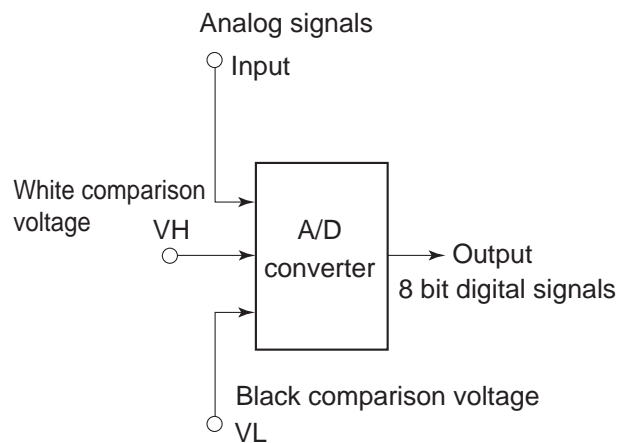 Analog signals
Input
White comparison
voltage
VH
A/D
converter
Output
8 bit digital signals
Black comparison voltage
VL